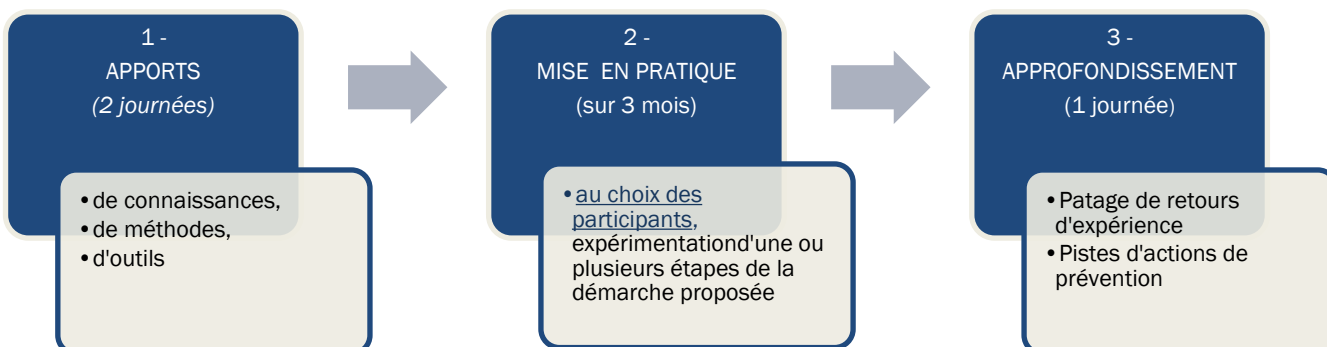 1 -
APPORTS
(2 journées)
•de connaissances,
•de méthodes,
•d'outils
2 -
MISE EN PRATIQUE
(sur 3 mois)
•au choix des
participants,
expérimentationd'une ou
plusieurs étapes de la
démarche proposée
3 -
APPROFONDISSEMENT
(1 journée)
•Patage de retours
d'expérience
•Pistes d'actions de
prévention